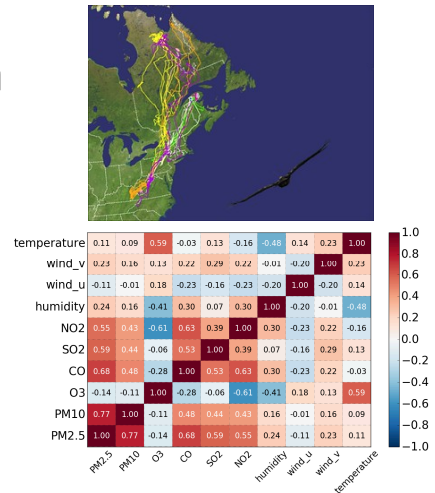 temperature 0.11 0.09 0.59 -0.03 0.13 -0.16 -0.48 0.14 0.23 1.00
wind_v 0.23 0.16 0.13 0.22 0.29 0.22 -0.01 -0.20 1.00 0.23
wind_u -0.11 -0.01 0.18 -0.23 -0.16 -0.23 -0.20 1.00 -0.20 0.14
humidity 0.24 0.16 -0.41 0.30 0.07 0.30 1.00 -0.20 -0.01 -0.48
NO2 0.55 0.43 -0.61 0.63 0.39 1.00 0.30 -0.23 0.22 -0.16
SO2 0.59 0.44 -0.06 0.53 1.00 0.39 0.07 -0.16 0.29 0.13
CO 0.68 0.48 -0.28 1.00 0.53 0.63 0.30 -0.23 0.22 -0.03
O3 -0.14 -0.11 1.00 -0.28 -0.06 -0.61 -0.41 0.18 0.13 0.59
PM10 0.77 1.00 -0.11 0.48 0.44 0.43 0.16 -0.01 0.16 0.09
PM2.5 1.00 0.77 -0.14 0.68 0.59 0.55 0.24 -0.11 0.23 0.11
PM2.5 PM10 O3 CO SO2 NO2 humidity wind_u wind_v temperature
1.0
0.8
0.6
0.4
0.2
0.0
−0.2
−0.4
−0.6
−0.8
−1.0